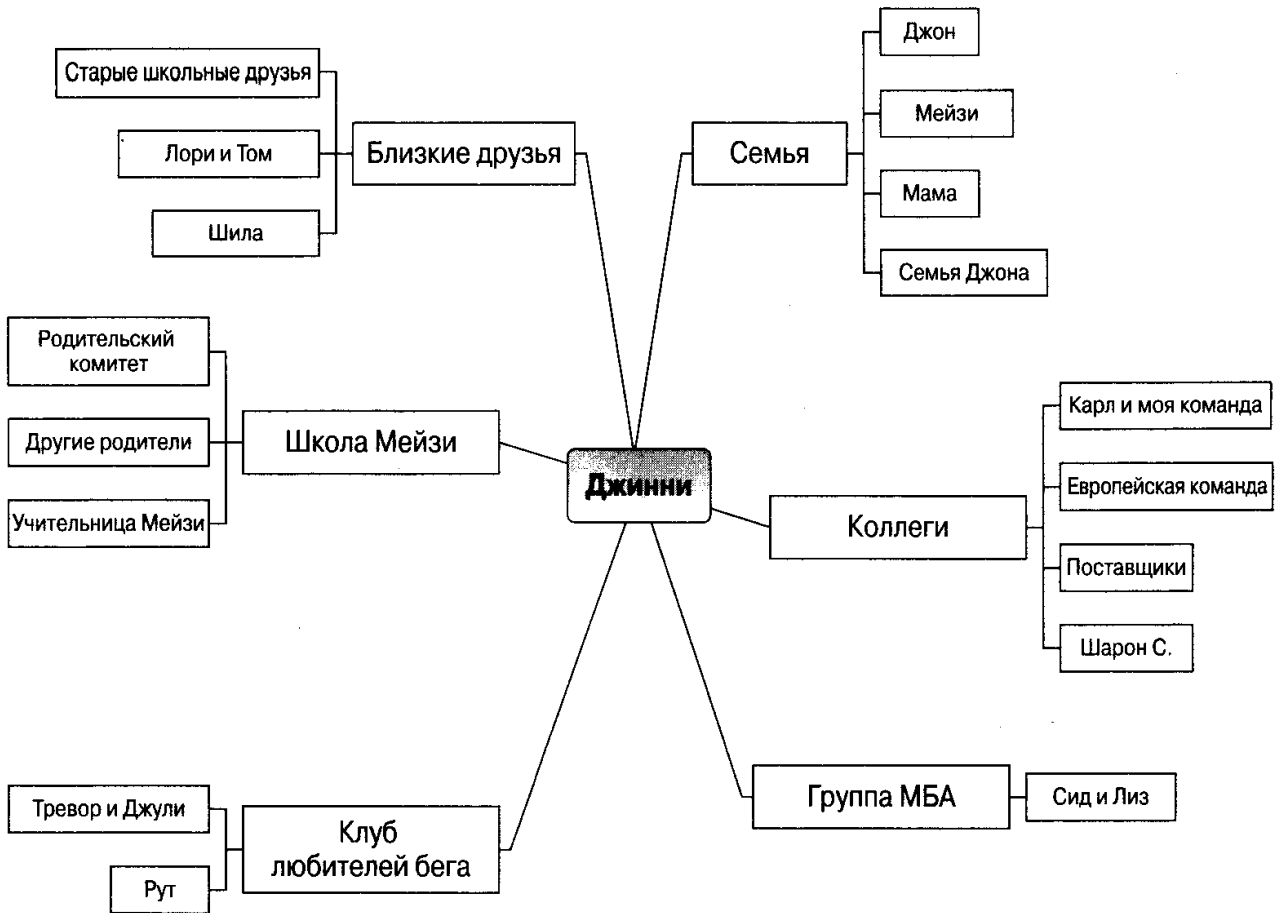 Старые школьные друзья
Лори и Том
Шила
Близкие друзья
Семья
Джон
Мейзи
Мама
Семья Джона
Родительский
комитет
Другие родители
Учительница Мейзи
Школа Мейзи
Джинни
Коллеги
Карл и моя команда
Европейская команда
Поставщики
Шарон С.
Тревор и Джули
Рут
Клуб
любителей бега
Группа МБА
Сид и Лиз